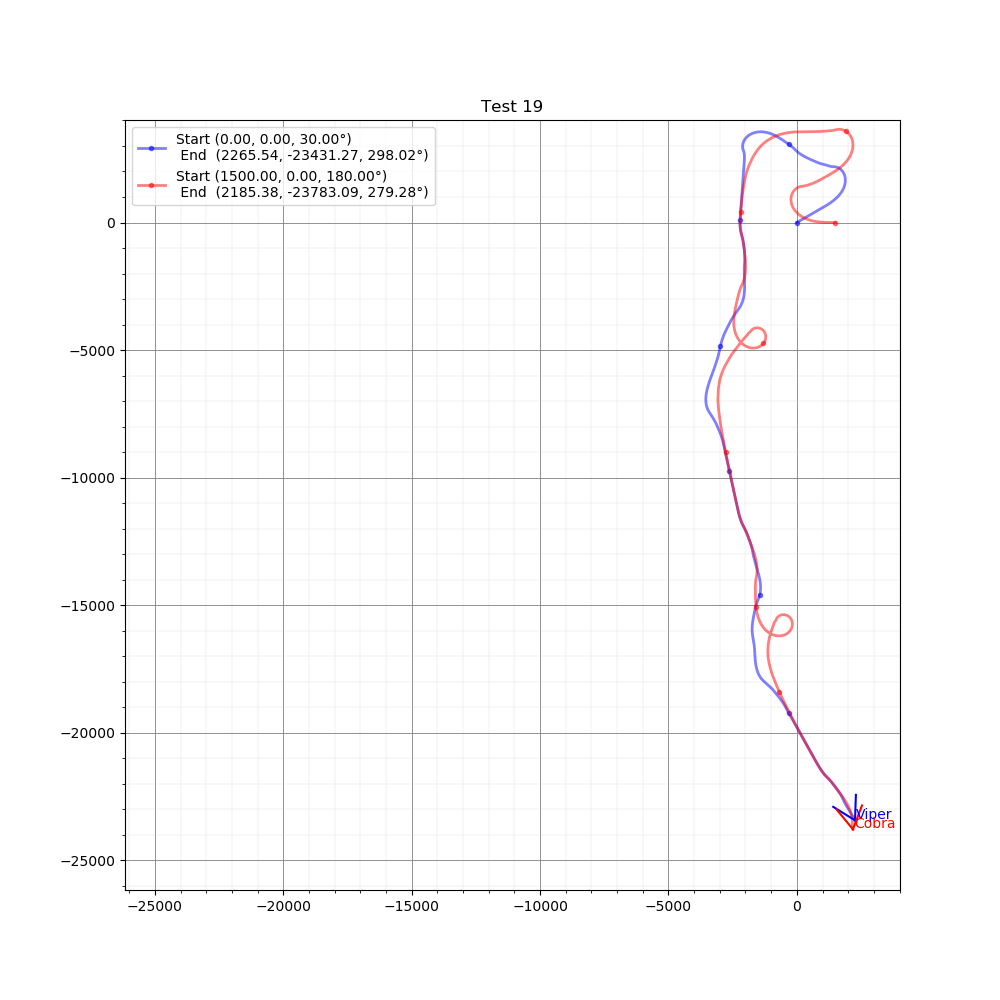 Test 19
Start (0.00, 0.00, 30.00°)
End (2265.54, -23431.27, 298.02°)
Start (1500.00, 0.00, 180.00°)
End (2185.38, -23783.09, 279.28°)
0
−5000
−10000
−15000
−20000
−25000
Viper
Cobra
−25000 −20000 −15000 −10000 −5000 0